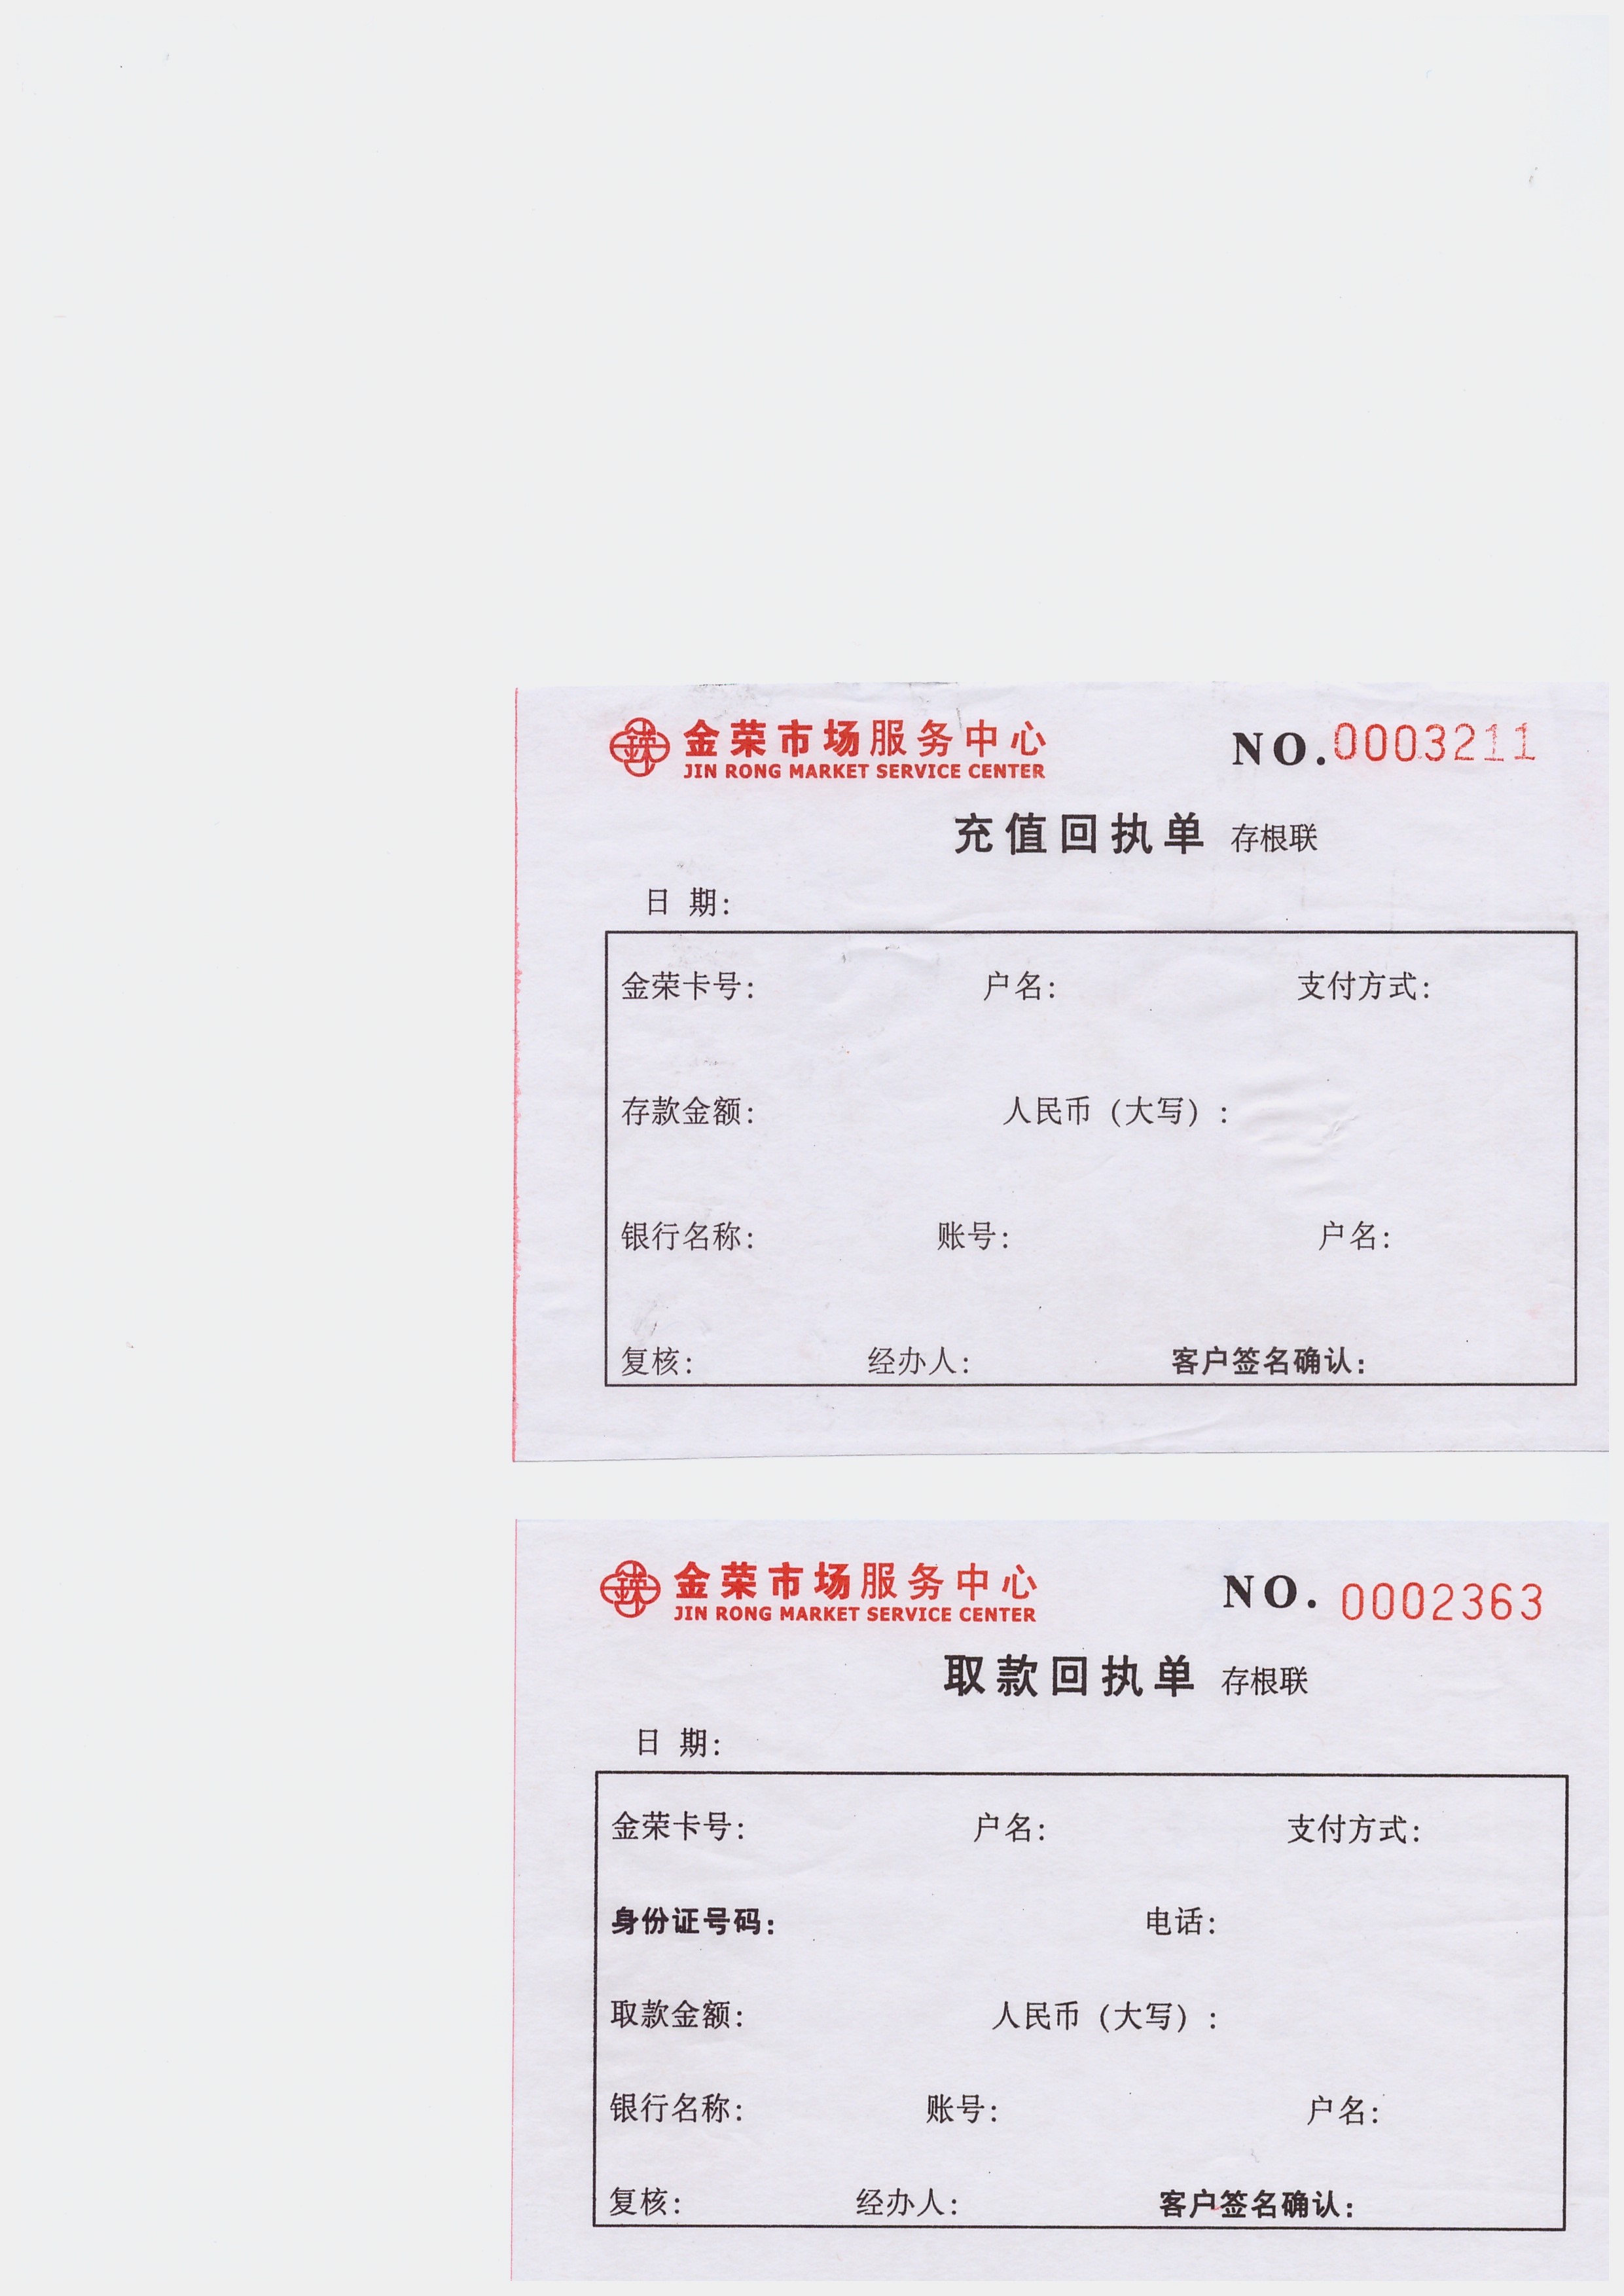 金荣市场服务中心 NO.0003211
JIN RONG MARKET SERVICE CENTER
充值回执单 存根联
日 期:
金荣卡号: 户名: 支付方式:
存款金额: 人民币（大写）:
银行名称: 账号: 户名:
复核: 经办人: 客户签名确认:
金荣市场服务中心 NO. 0002363
JIN RONG MARKET SERVICE CENTER
取款回执单 存根联
日 期:
金荣卡号: 户名: 支付方式:
身份证号码: 电话:
取款金额: 人民币（大写）:
银行名称: 账号: 户名:
复核: 经办人: 客户签名确认: